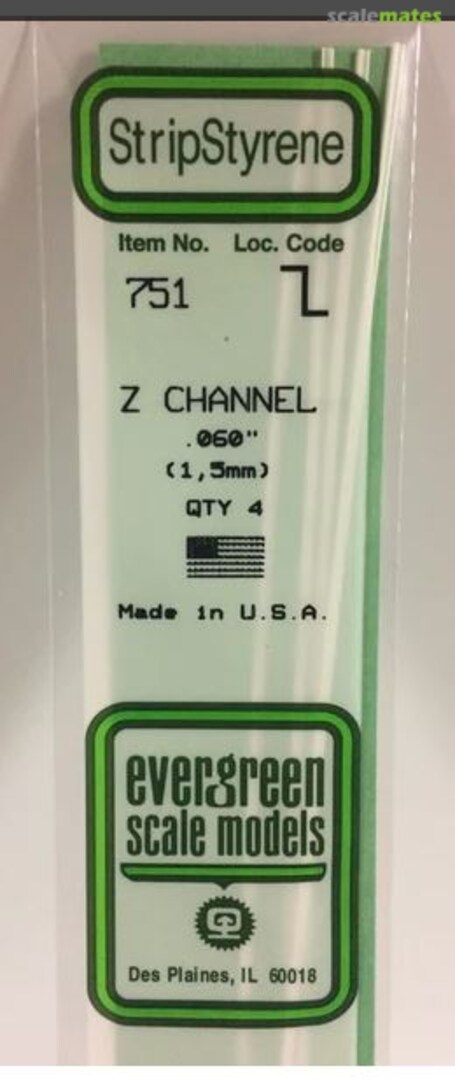 scalemates
StripStyrene
Item No. Loc. Code
751
Z CHANNEL
.060"
(1,5mm)
QTY 4
Made in U.S.A.
evergreen
scale models
Des Plaines, IL 60018